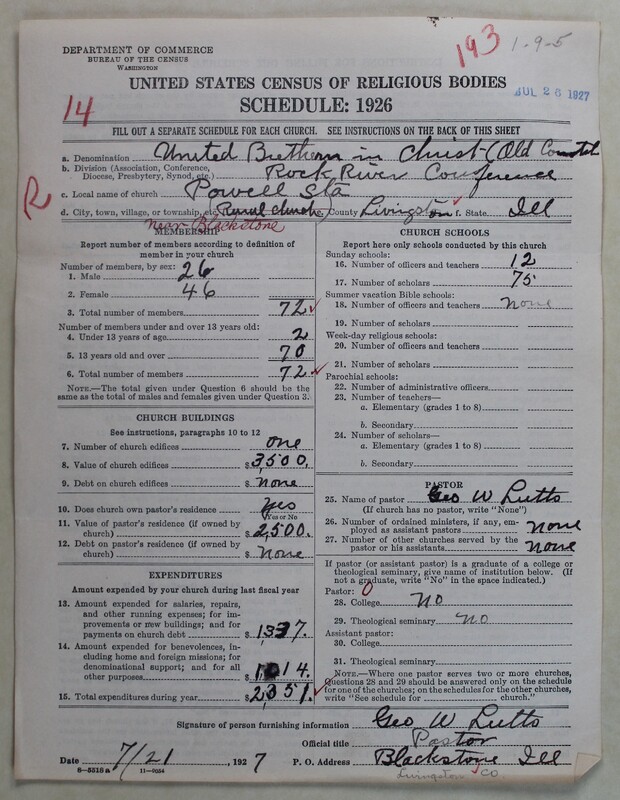 193 1-9-5
DEPARTMENT OF COMMERCE
BUREAU OF THE CENSUS
WASHINGTON
UNITED STATES CENSUS OF RELIGIOUS BODIES
JUL 26 1927
14
SCHEDULE: 1926
FILL OUT A SEPARATE SCHEDULE FOR EACH CHURCH. SEE INSTRUCTIONS ON THE BACK OF THIS SHEET
a. Denomination United Brethern in Christ (Old Constit
b. Division (Association, Conference, Diocese, Presbytery, Synod, etc.) Rock River Conference
R
c. Local name of church Powell Sta
d. City, town, village, or township, etc. (Rural church) e. County Livingston f. State Ill
near Blackstone
MEMBERSHIP
Report number of members according to definition of
member in your church
Number of members, by sex:
1. Male 26
2. Female 46
3. Total number of members 72
Number of members under and over 13 years old:
4. Under 13 years of age 2
5. 13 years old and over 70
6. Total number of members 72
NOTE.—The total given under Question 6 should be the
same as the total of males and females given under Question 3.
CHURCH BUILDINGS
See instructions, paragraphs 10 to 12
7. Number of church edifices one
8. Value of church edifices $3500.
9. Debt on church edifices $ none
10. Does church own pastor's residence? Yes
(Yes or No)
11. Value of pastor's residence (if owned by
church) $2500.
12. Debt on pastor's residence (if owned by
church) $ None
EXPENDITURES
Amount expended by your church during last fiscal year
13. Amount expended for salaries, repairs,
and other running expenses; for im-
provements or new buildings; and for
payments on church debt $1337.
14. Amount expended for benevolences, in-
cluding home and foreign missions; for
denominational support; and for all
other purposes $1014.
15. Total expenditures during year $2351.
CHURCH SCHOOLS
Report here only schools conducted by this church
Sunday schools:
16. Number of officers and teachers 12
17. Number of scholars 75
Summer vacation Bible schools:
18. Number of officers and teachers none
19. Number of scholars
Week-day religious schools:
20. Number of officers and teachers
21. Number of scholars
Parochial schools:
22. Number of administrative officers
23. Number of teachers—
a. Elementary (grades 1 to 8)
b. Secondary
24. Number of scholars—
a. Elementary (grades 1 to 8)
b. Secondary
PASTOR
25. Name of pastor Geo W Lutts
(If church has no pastor, write "None")
26. Number of ordained ministers, if any, em-
ployed as assistant pastors none
27. Number of other churches served by the
pastor or his assistants none
If pastor (or assistant pastor) is a graduate of a college or
theological seminary, give name of institution below. (If
not a graduate, write "No" in the space indicated.)
Pastor: 0
28. College No
29. Theological seminary No
Assistant pastor:
30. College
31. Theological seminary
NOTE.—Where one pastor serves two or more churches,
Questions 28 and 29 should be answered only on the schedule
for one of the churches; on the schedules for the other churches,
write "See schedule for church."
Signature of person furnishing information Geo W Lutts
Official title Pastor
Date 7/21, 1927 P. O. Address Blackstone Ill
8—5518 a 11—9054
Livingston Co.